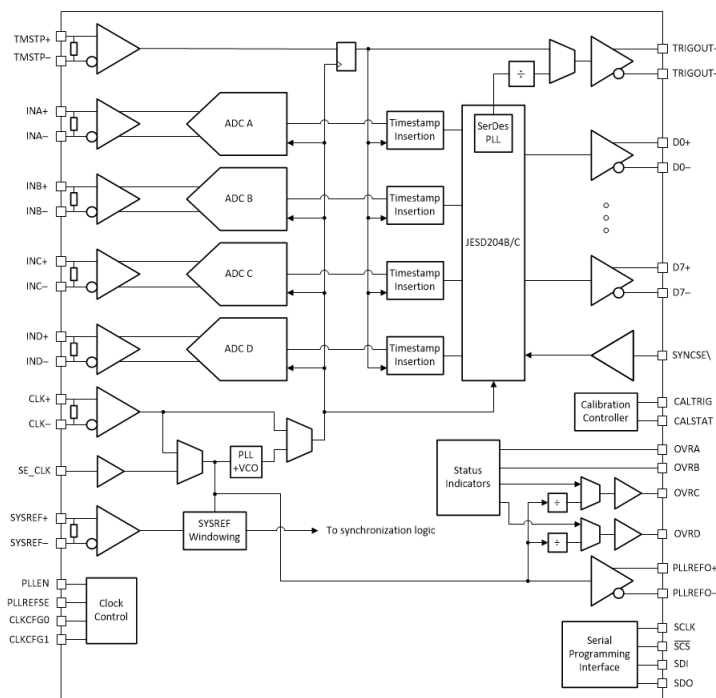 TMSTP+
TMSTP–
INA+
INA–
INB+
INB–
INC+
INC–
IND+
IND–
CLK+
CLK–
SE_CLK
SYSREF+
SYSREF–
PLLEN
PLLREFSE
CLKCFG0
CLKCFG1
ADC A
ADC B
ADC C
ADC D
PLL
+VCO
SYSREF
Windowing
To synchronization logic
Clock
Control
Timestamp
Insertion
Timestamp
Insertion
Timestamp
Insertion
Timestamp
Insertion
SerDes
PLL
JESD204B/C
÷
Calibration
Controller
Status
Indicators
÷
÷
Serial
Programming
Interface
TRIGOUT-
TRIGOUT-
D0+
D0–
D7+
D7–
SYNCSE\
CALTRIG
CALSTAT
OVRA
OVRB
OVRC
OVRD
PLLREFO+
PLLREFO–
SCLK
SCS
SDI
SDO